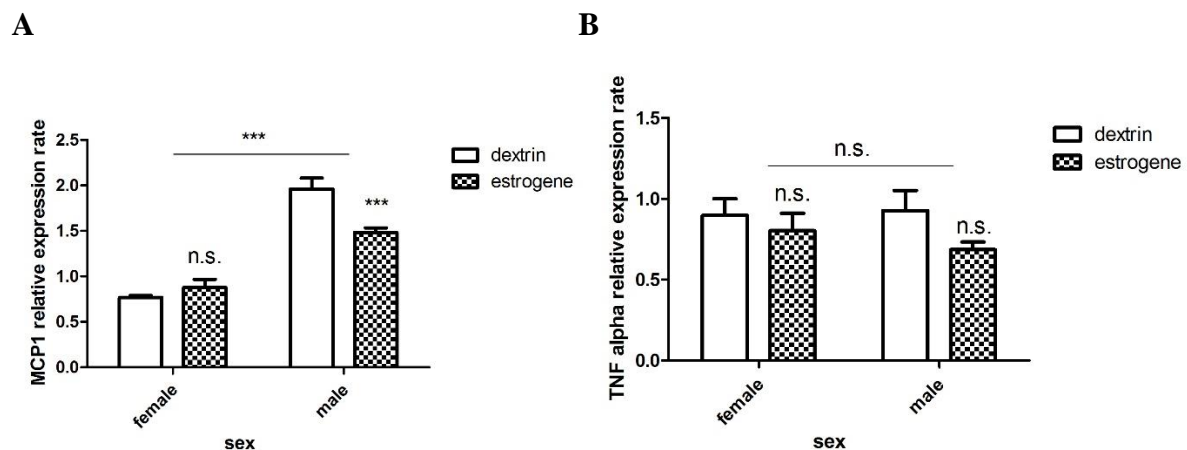 A
MCP1 relative expression rate
2.5
2.0
1.5
1.0
0.5
0.0
***
n.s.
***
female
male
sex
dextrin
estrogene
B
TNF alpha relative expression rate
1.5
1.0
0.5
0.0
n.s.
n.s.
n.s.
female
male
sex
dextrin
estrogene